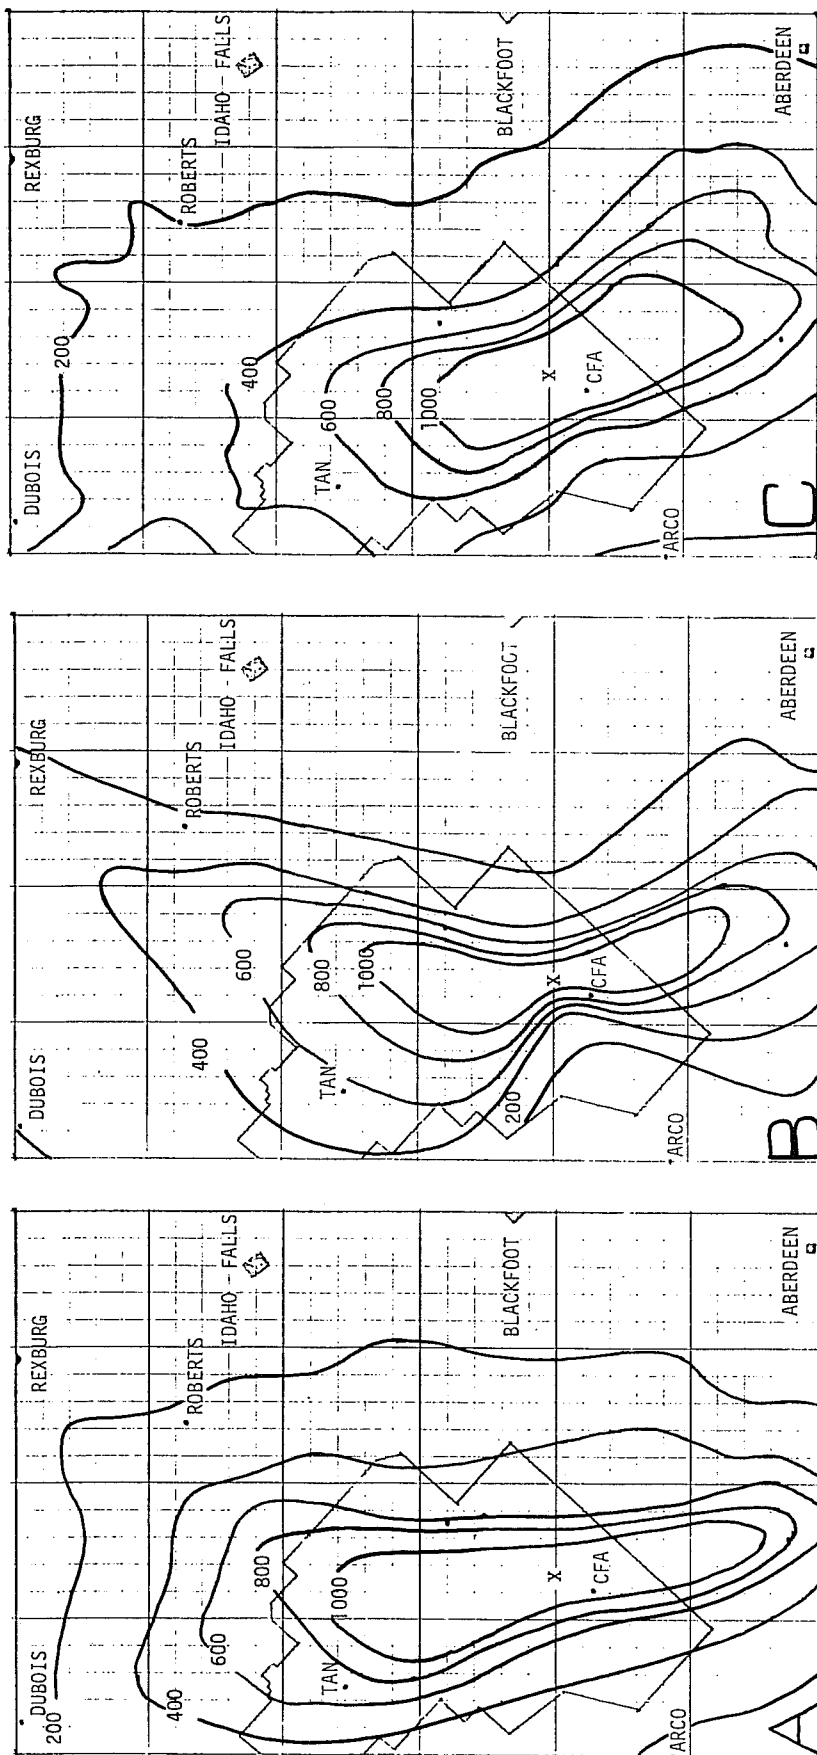 REXBURG
DUBOIS
200
ROBERTS
IDAHO - FALLS
400
600
TAN
800
1000
BLACKFOOT
X
CFA
ARCO
ABERDEEN
C
REXBURG
DUBOIS
ROBERTS
IDAHO - FALLS
400
600
TAN
800
1000
BLACKFOOT
200
X
CFA
ARCO
ABERDEEN
B
REXBURG
DUBOIS
200
ROBERTS
IDAHO - FALLS
400
600
800
TAN
1000
BLACKFOOT
X
CFA
ARCO
ABERDEEN
A